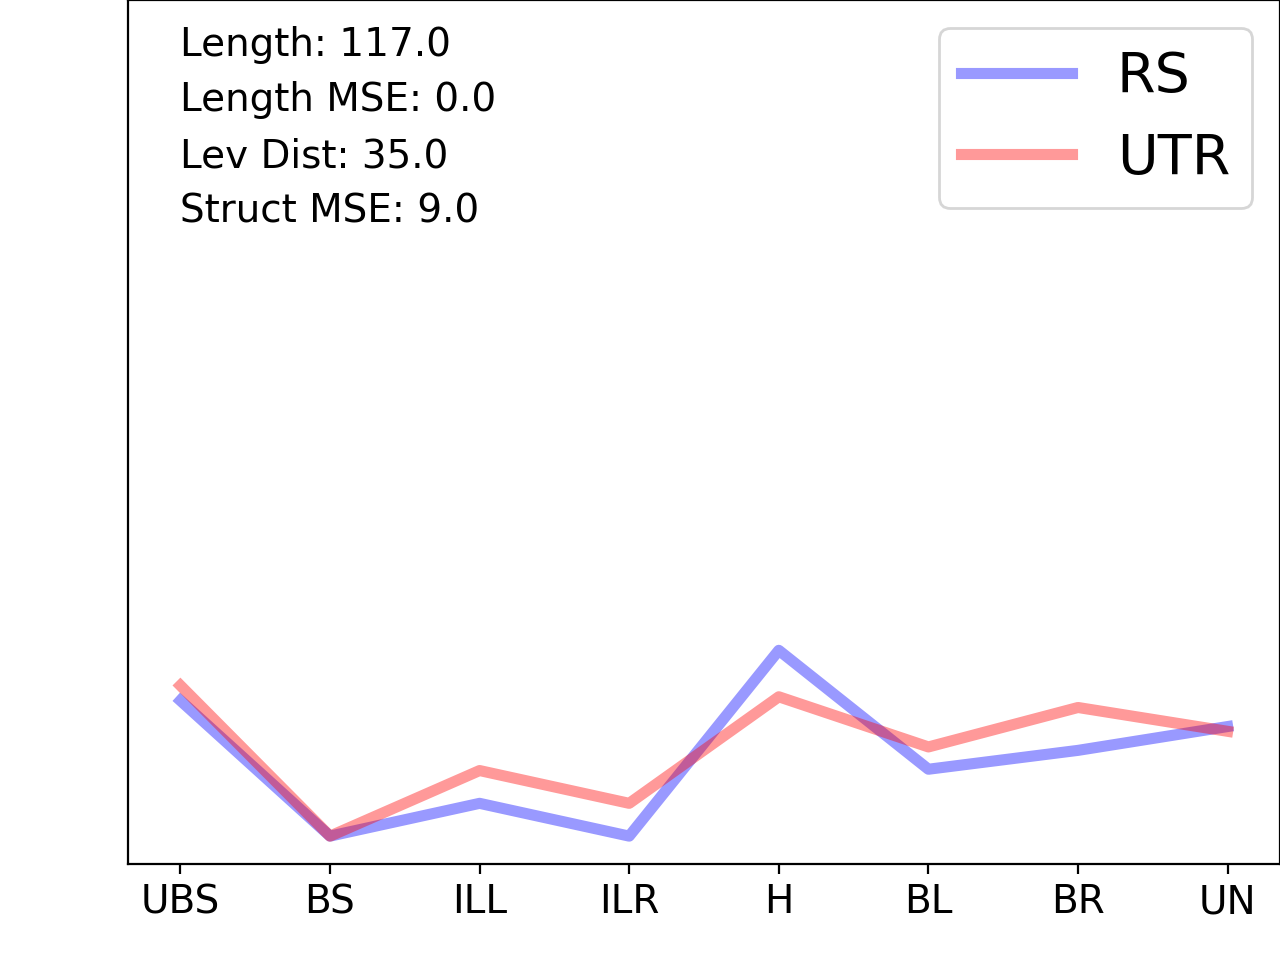 Length: 117.0
Length MSE: 0.0
Lev Dist: 35.0
Struct MSE: 9.0
RS
UTR
UBS BS ILL ILR H BL BR UN